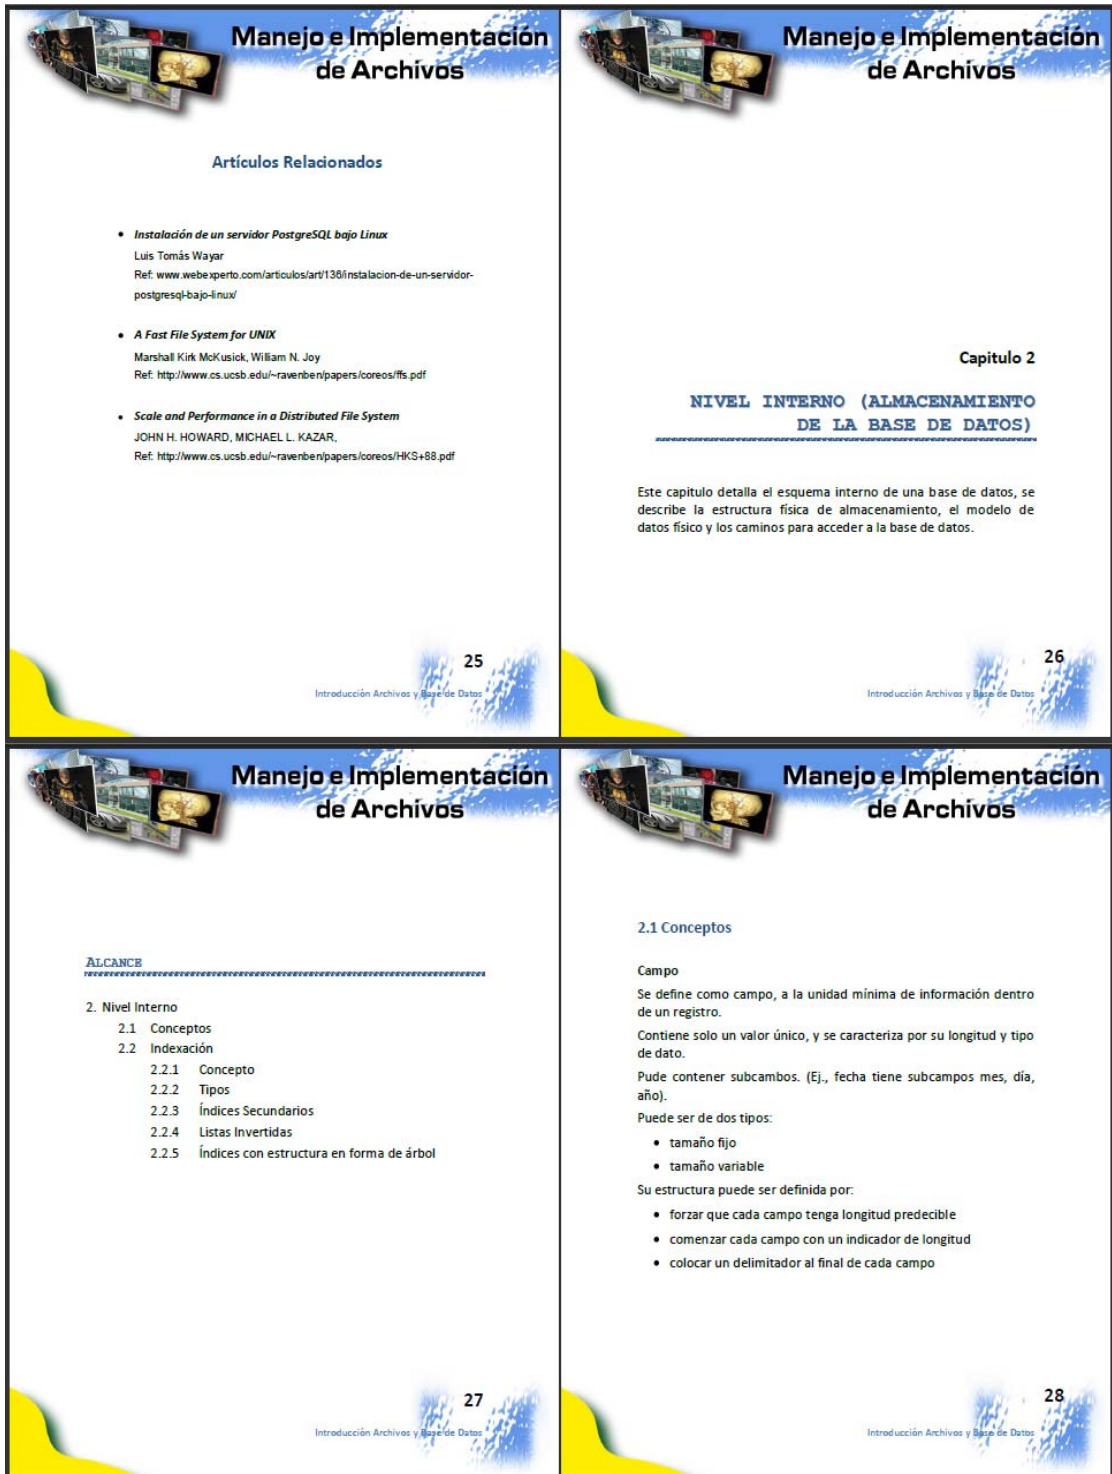 Manejo e Implementación
de Archivos
Artículos Relacionados
• Instalación de un servidor PostgreSQL bajo Linux
Luis Tomás Wayar
Ref: www.webexperto.com/articulos/art/136/instalacion-de-un-servidor-
postgresql-bajo-linux/
• A Fast File System for UNIX
Marshall Kirk McKusick, William N. Joy
Ref: http://www.cs.ucsb.edu/~ravenben/papers/coreos/ffs.pdf
• Scale and Performance in a Distributed File System
JOHN H. HOWARD, MICHAEL L. KAZAR,
Ref: http://www.cs.ucsb.edu/~ravenben/papers/coreos/HKS+88.pdf
25
Introducción Archivos y Base de Datos
Manejo e Implementación
de Archivos
Capitulo 2
NIVEL INTERNO (ALMACENAMIENTO
DE LA BASE DE DATOS)
Este capitulo detalla el esquema interno de una base de datos, se
describe la estructura física de almacenamiento, el modelo de
datos físico y los caminos para acceder a la base de datos.
26
Introducción Archivos y Base de Datos
Manejo e Implementación
de Archivos
ALCANCE
2. Nivel Interno
2.1 Conceptos
2.2 Indexación
2.2.1 Concepto
2.2.2 Tipos
2.2.3 Índices Secundarios
2.2.4 Listas Invertidas
2.2.5 Índices con estructura en forma de árbol
27
Introducción Archivos y Base de Datos
Manejo e Implementación
de Archivos
2.1 Conceptos
Campo
Se define como campo, a la unidad mínima de información dentro
de un registro.
Contiene solo un valor único, y se caracteriza por su longitud y tipo
de dato.
Pude contener subcambos. (Ej., fecha tiene subcampos mes, día,
año).
Puede ser de dos tipos:
• tamaño fijo
• tamaño variable
Su estructura puede ser definida por:
• forzar que cada campo tenga longitud predecible
• comenzar cada campo con un indicador de longitud
• colocar un delimitador al final de cada campo
28
Introducción Archivos y Base de Datos